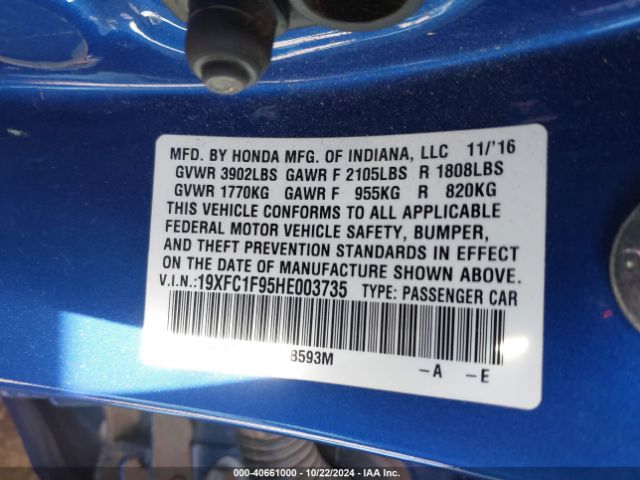 MFD. BY HONDA MFG. OF INDIANA, LLC 11/'16
GVWR 3902LBS GAWR F 2105LBS R 1808LBS
GVWR 1770KG GAWR F 955KG R 820KG
THIS VEHICLE CONFORMS TO ALL APPLICABLE
FEDERAL MOTOR VEHICLE SAFETY, BUMPER,
AND THEFT PREVENTION STANDARDS IN EFFECT
ON THE DATE OF MANUFACTURE SHOWN ABOVE.
V.I.N.:19XFC1F95HE003735 TYPE: PASSENGER CAR
B593M -A -E
000-40661000 - 10/22/2024 - IAA Inc.